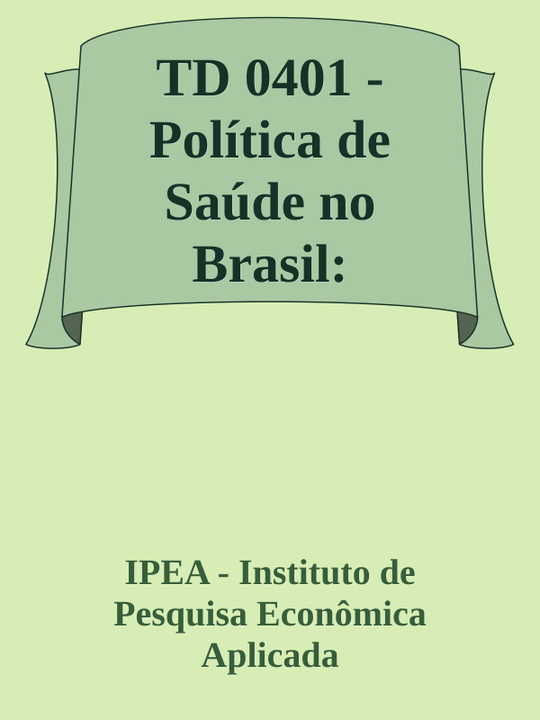 TD 0401 -
Política de
Saúde no
Brasil:
IPEA - Instituto de
Pesquisa Econômica
Aplicada